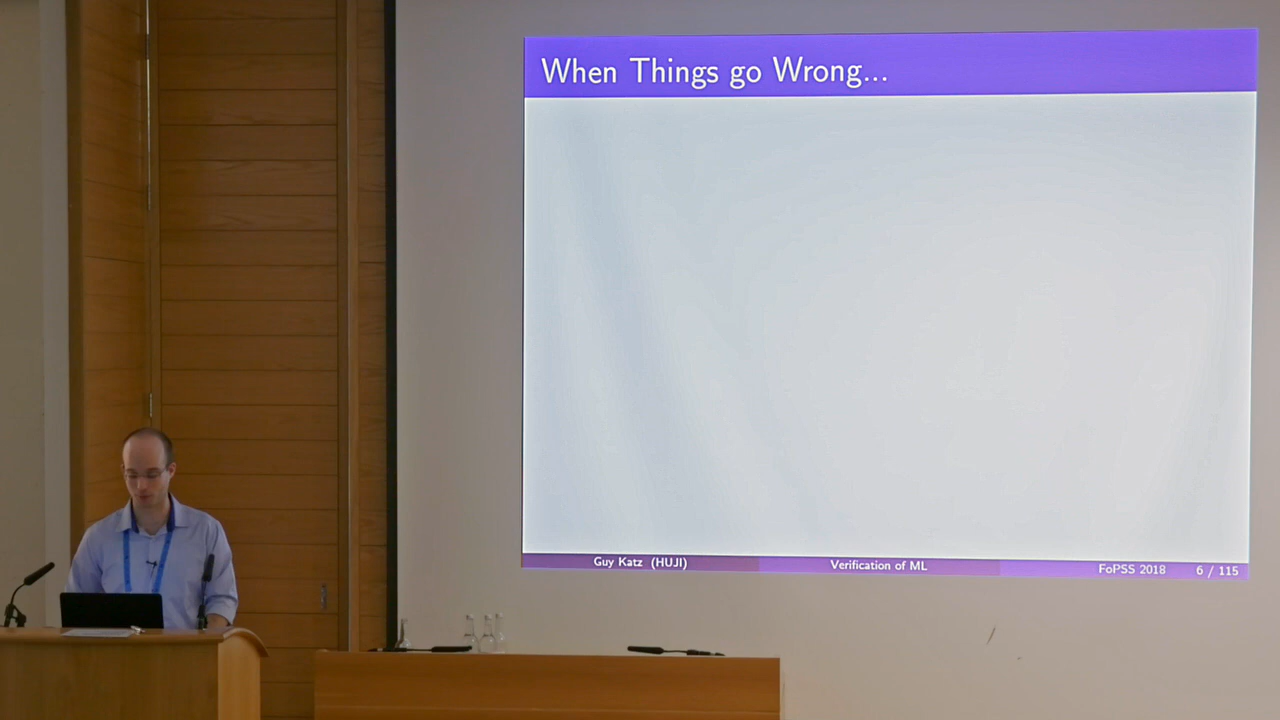 When Things go Wrong...
Guy Katz (HUJI) Verification of ML FoPSS 2018 6 / 115